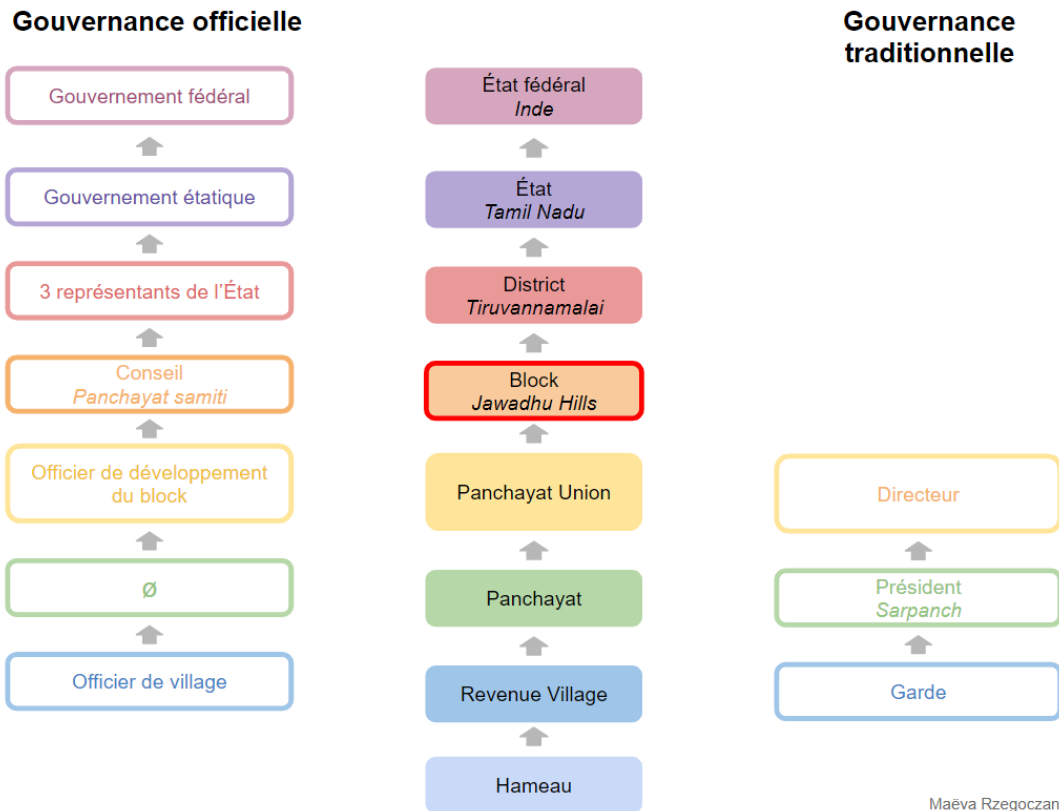 Gouvernance officielle
Gouvernance
traditionnelle
Gouvernement fédéral
État fédéral
Inde
Gouvernement étatique
État
Tamil Nadu
3 représentants de l'État
District
Tiruvannamalai
Conseil
Panchayat samiti
Block
Jawadhu Hills
Officier de développement
du block
Panchayat Union
Directeur
Ø
Panchayat
Président
Sarpanch
Officier de village
Revenue Village
Garde
Hameau
Maëva Rzegoczan